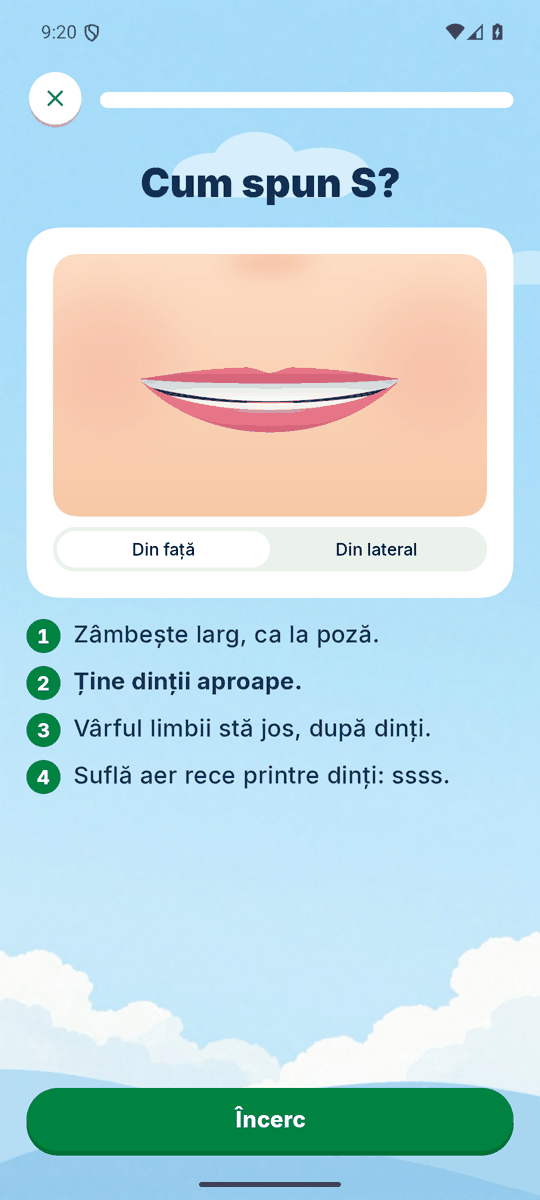 9:20
Cum spun S?
Din față
Din lateral
1 Zâmbește larg, ca la poză.
2 Ține dinții aproape.
3 Vârful limbii stă jos, după dinți.
4 Suflă aer rece printre dinți: ssss.
Încerc